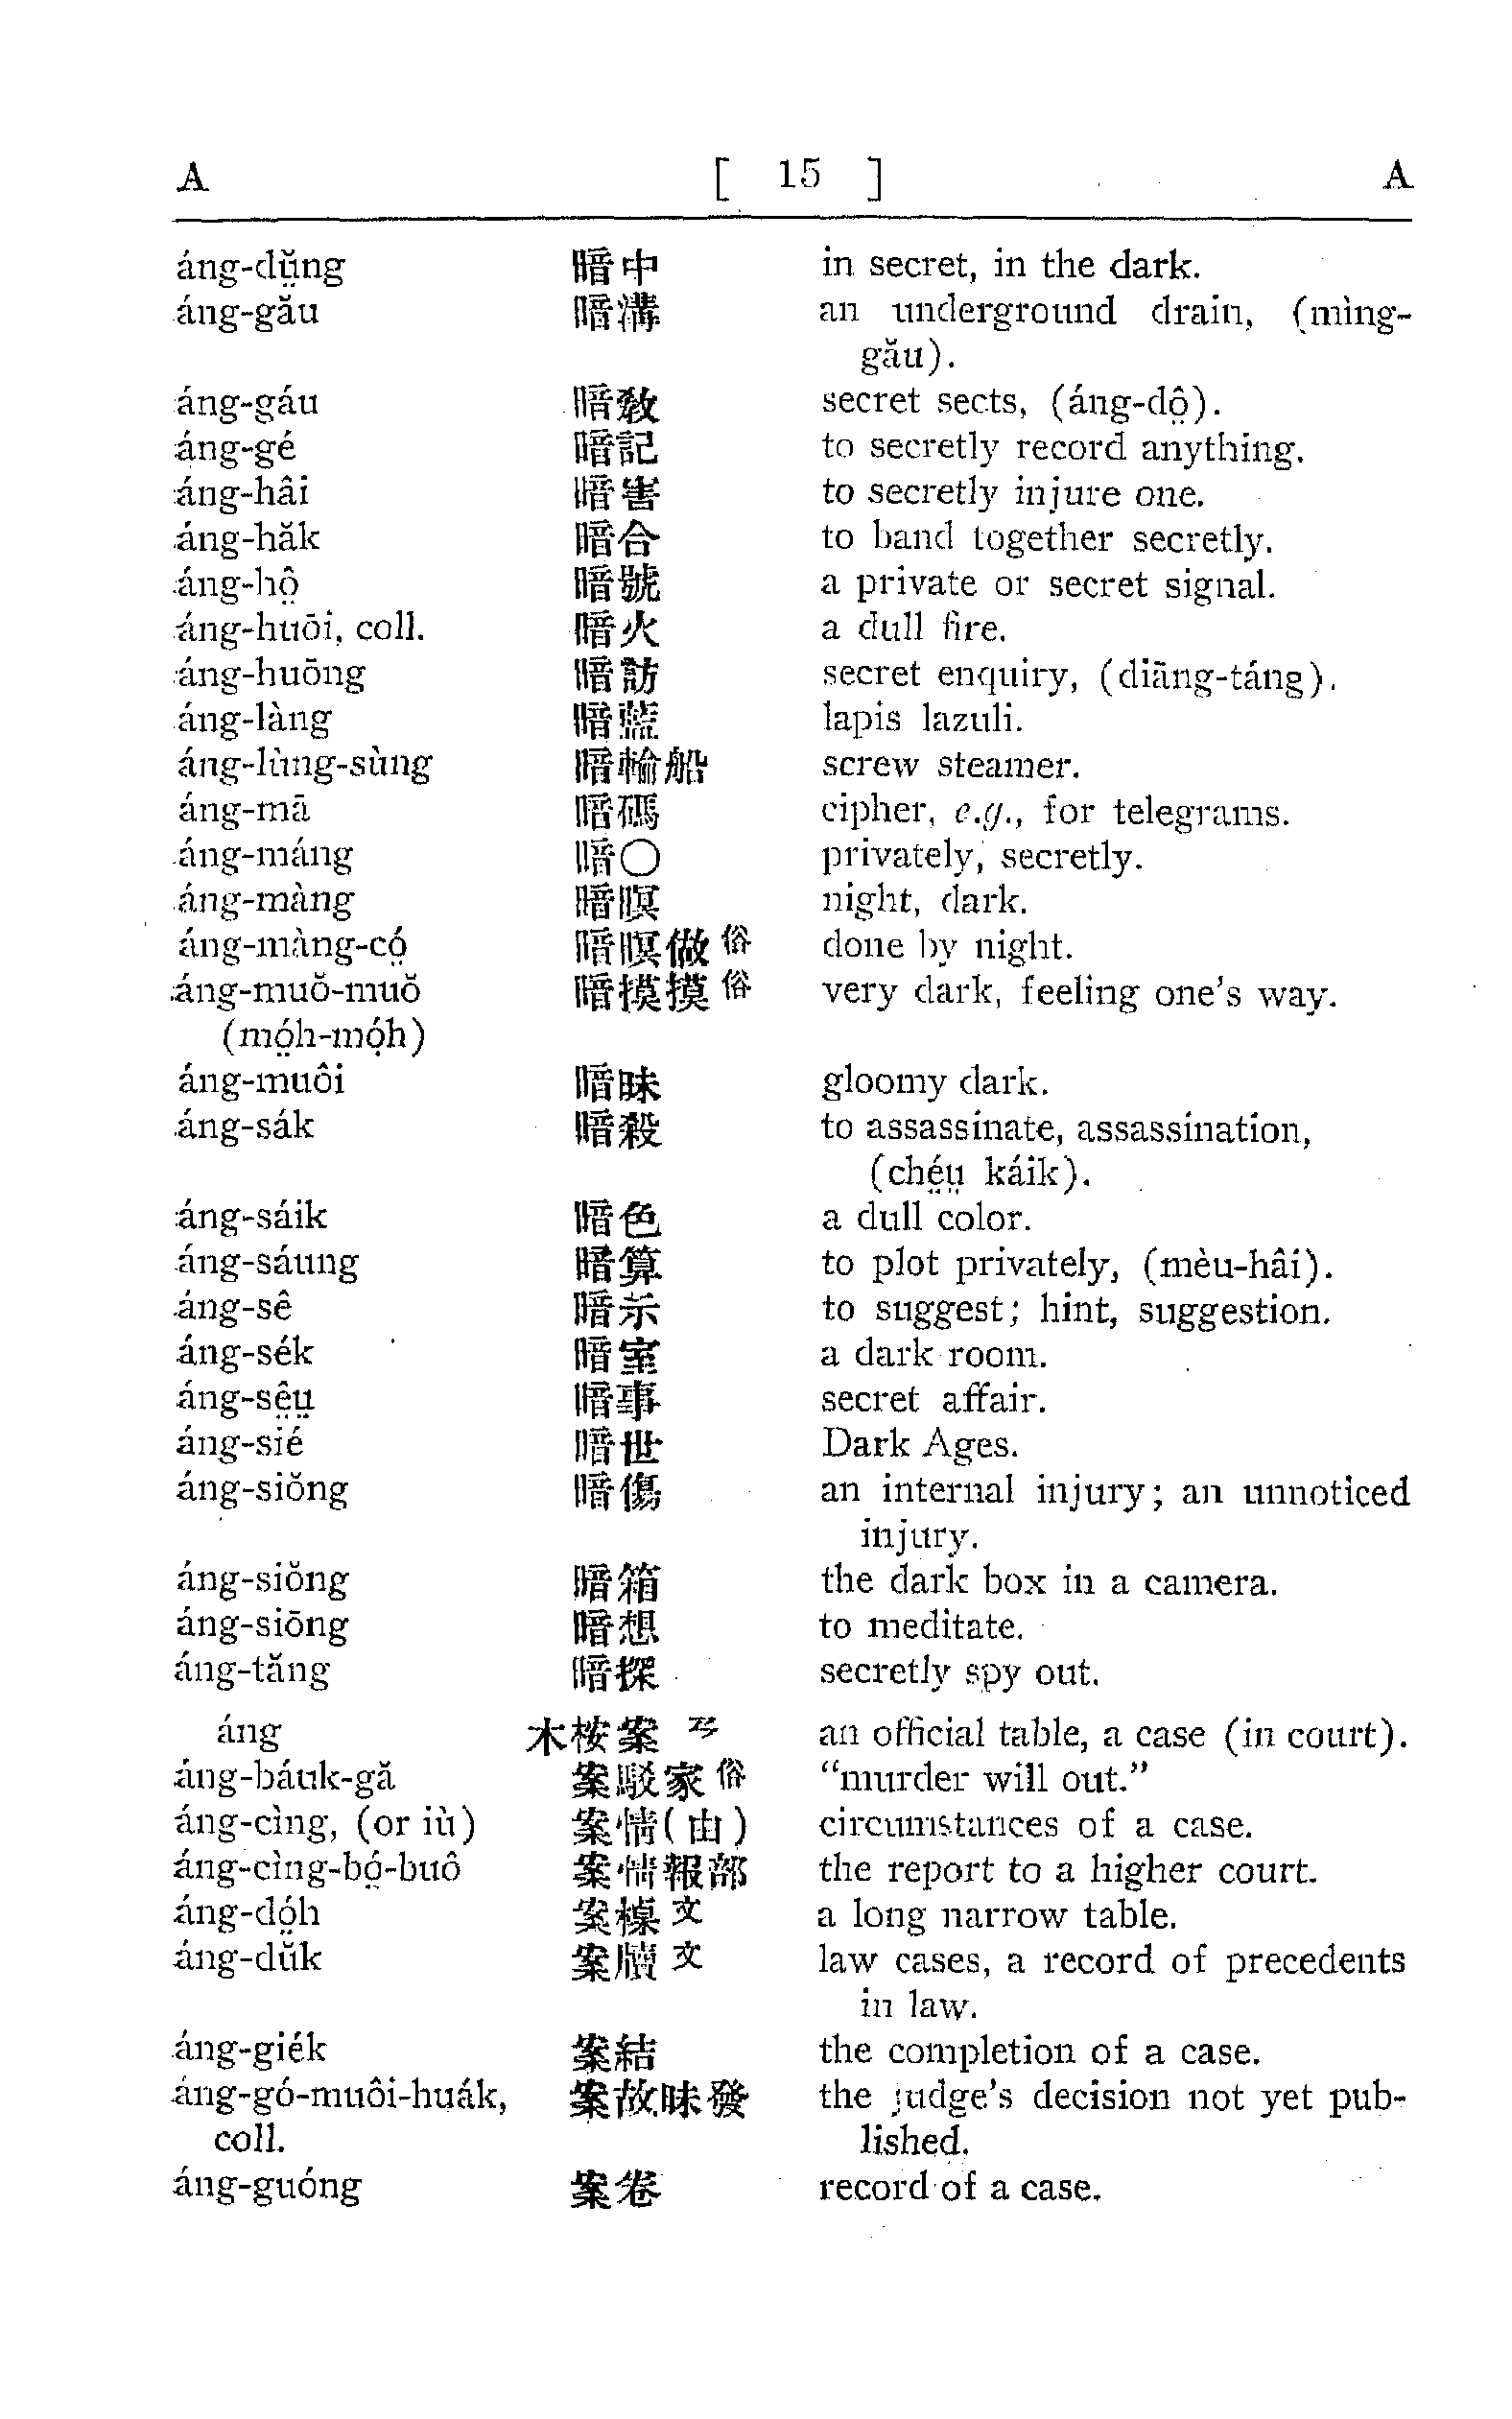 A [ 15 ] A
áng-dṳ̆ng 暗中 in secret, in the dark.
áng-gău 暗溝 an underground drain, (mìng-
gău).
áng-gáu 暗教 secret sects, (áng-dô̤).
áng-gé 暗記 to secretly record anything.
áng-hâi 暗害 to secretly injure one.
áng-hăk 暗合 to band together secretly.
áng-hô̤ 暗號 a private or secret signal.
áng-huōi, coll. 暗火 a dull fire.
áng-huōng 暗訪 secret enquiry, (diāng-táng).
áng-làng 暗藍 lapis lazuli.
áng-lùng-sùng 暗輪船 screw steamer.
áng-mā 暗碼 cipher, e.g., for telegrams.
áng-máng 暗〇 privately, secretly.
áng-màng 暗暝 night, dark.
áng-màng-có̤ 暗暝做 俗 done by night.
áng-muŏ-muŏ 暗摸摸 俗 very dark, feeling one's way.
(mó̤h-mó̤h)
áng-muôi 暗昧 gloomy dark.
áng-sák 暗殺 to assassinate, assassination,
(ché̤ṳ káik).
áng-sáik 暗色 a dull color.
áng-sáung 暗算 to plot privately, (mèu-hâi).
áng-sê 暗示 to suggest; hint, suggestion.
áng-sék 暗室 a dark room.
áng-sê̤ṳ 暗事 secret affair.
áng-sié 暗世 Dark Ages.
áng-siŏng 暗傷 an internal injury; an unnoticed
injury.
áng-siŏng 暗箱 the dark box in a camera.
áng-siōng 暗想 to meditate.
áng-tăng 暗探 secretly spy out.
áng 木桉案 an official table, a case (in court).
áng-báuk-gă 案駁家 俗 "murder will out."
áng-cìng, (or iù) 案情(由) circumstances of a case.
áng-cìng-bó̤-buô 案情報部 the report to a higher court.
áng-dó̤h 案槕 文 a long narrow table.
áng-dŭk 案牘 文 law cases, a record of precedents
in law.
áng-giék 案結 the completion of a case.
áng-gó-muôi-huák, 案故昧發 the judge's decision not yet pub-
coll. lished.
áng-guóng 案卷 record of a case.